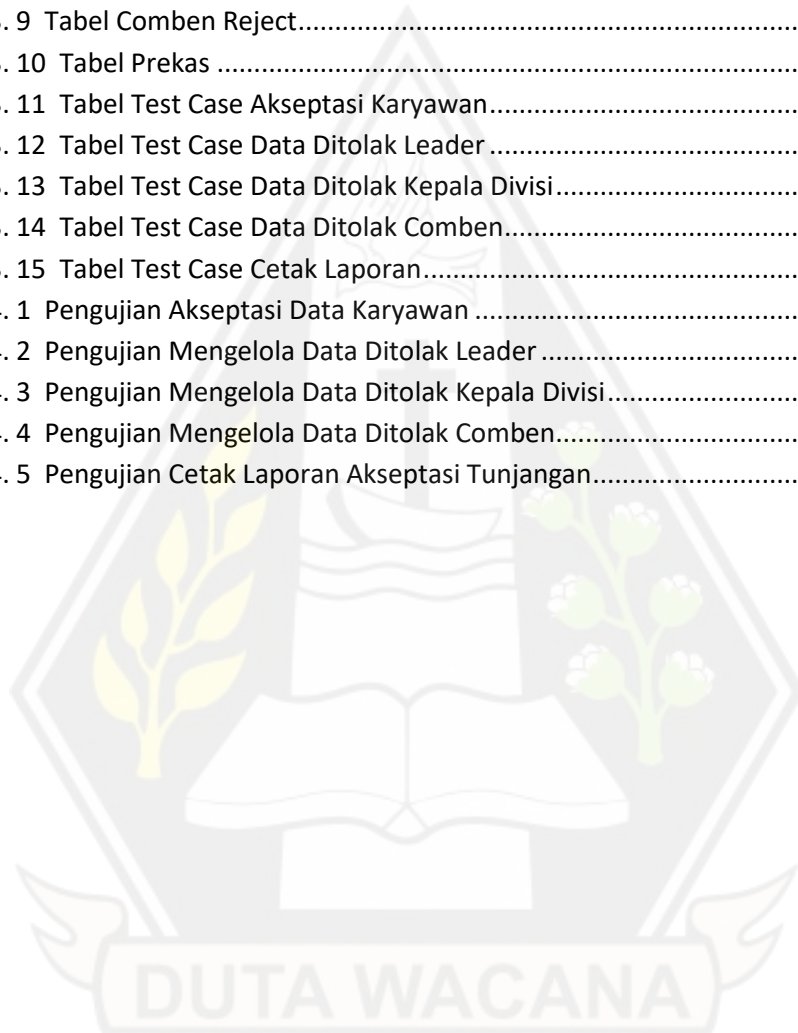 . 9 Tabel Comben Reject....................................................................................
. 10 Tabel Prekas ....................................................................................
. 11 Tabel Test Case Akseptasi Karyawan....................................................................................
. 12 Tabel Test Case Data Ditolak Leader....................................................................................
. 13 Tabel Test Case Data Ditolak Kepala Divisi....................................................................................
. 14 Tabel Test Case Data Ditolak Comben....................................................................................
. 15 Tabel Test Case Cetak Laporan....................................................................................
. 1 Pengujian Akseptasi Data Karyawan ....................................................................................
. 2 Pengujian Mengelola Data Ditolak Leader ....................................................................................
. 3 Pengujian Mengelola Data Ditolak Kepala Divisi....................................................................................
. 4 Pengujian Mengelola Data Ditolak Comben....................................................................................
. 5 Pengujian Cetak Laporan Akseptasi Tunjangan....................................................................................
DUTA WACANA